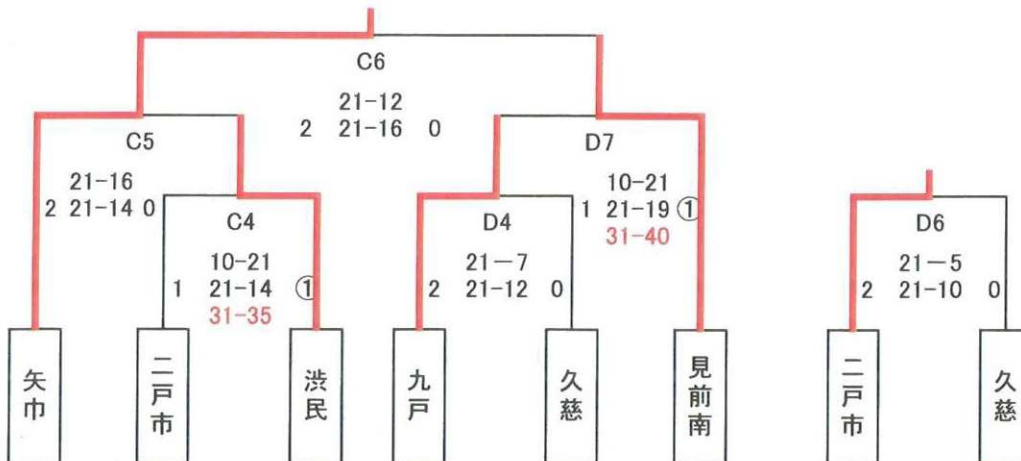 C6
21-12
2 21-16 0
C5
21-16
2 21-14 0
D7
10-21
1 21-19 ①
31-40
C4
10-21
1 21-14 ①
31-35
D4
21-7
2 21-12 0
D6
21-5
2 21-10 0
矢巾
二戸市
渋民
九戸
久慈
見前南
二戸市
久慈